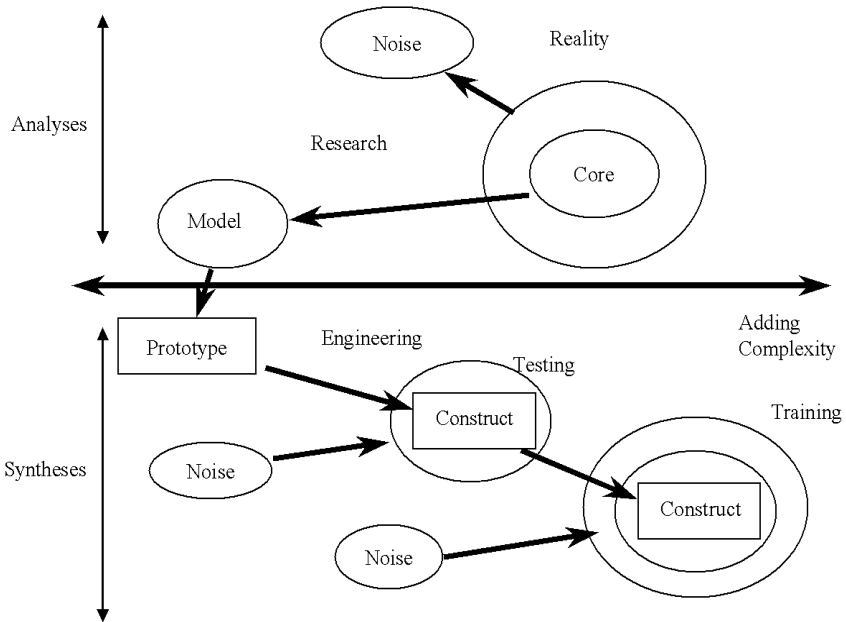 Noise
Reality
Analyses
Research
Core
Model
Prototype
Engineering
Adding
Complexity
Testing
Construct
Training
Syntheses
Noise
Construct
Noise